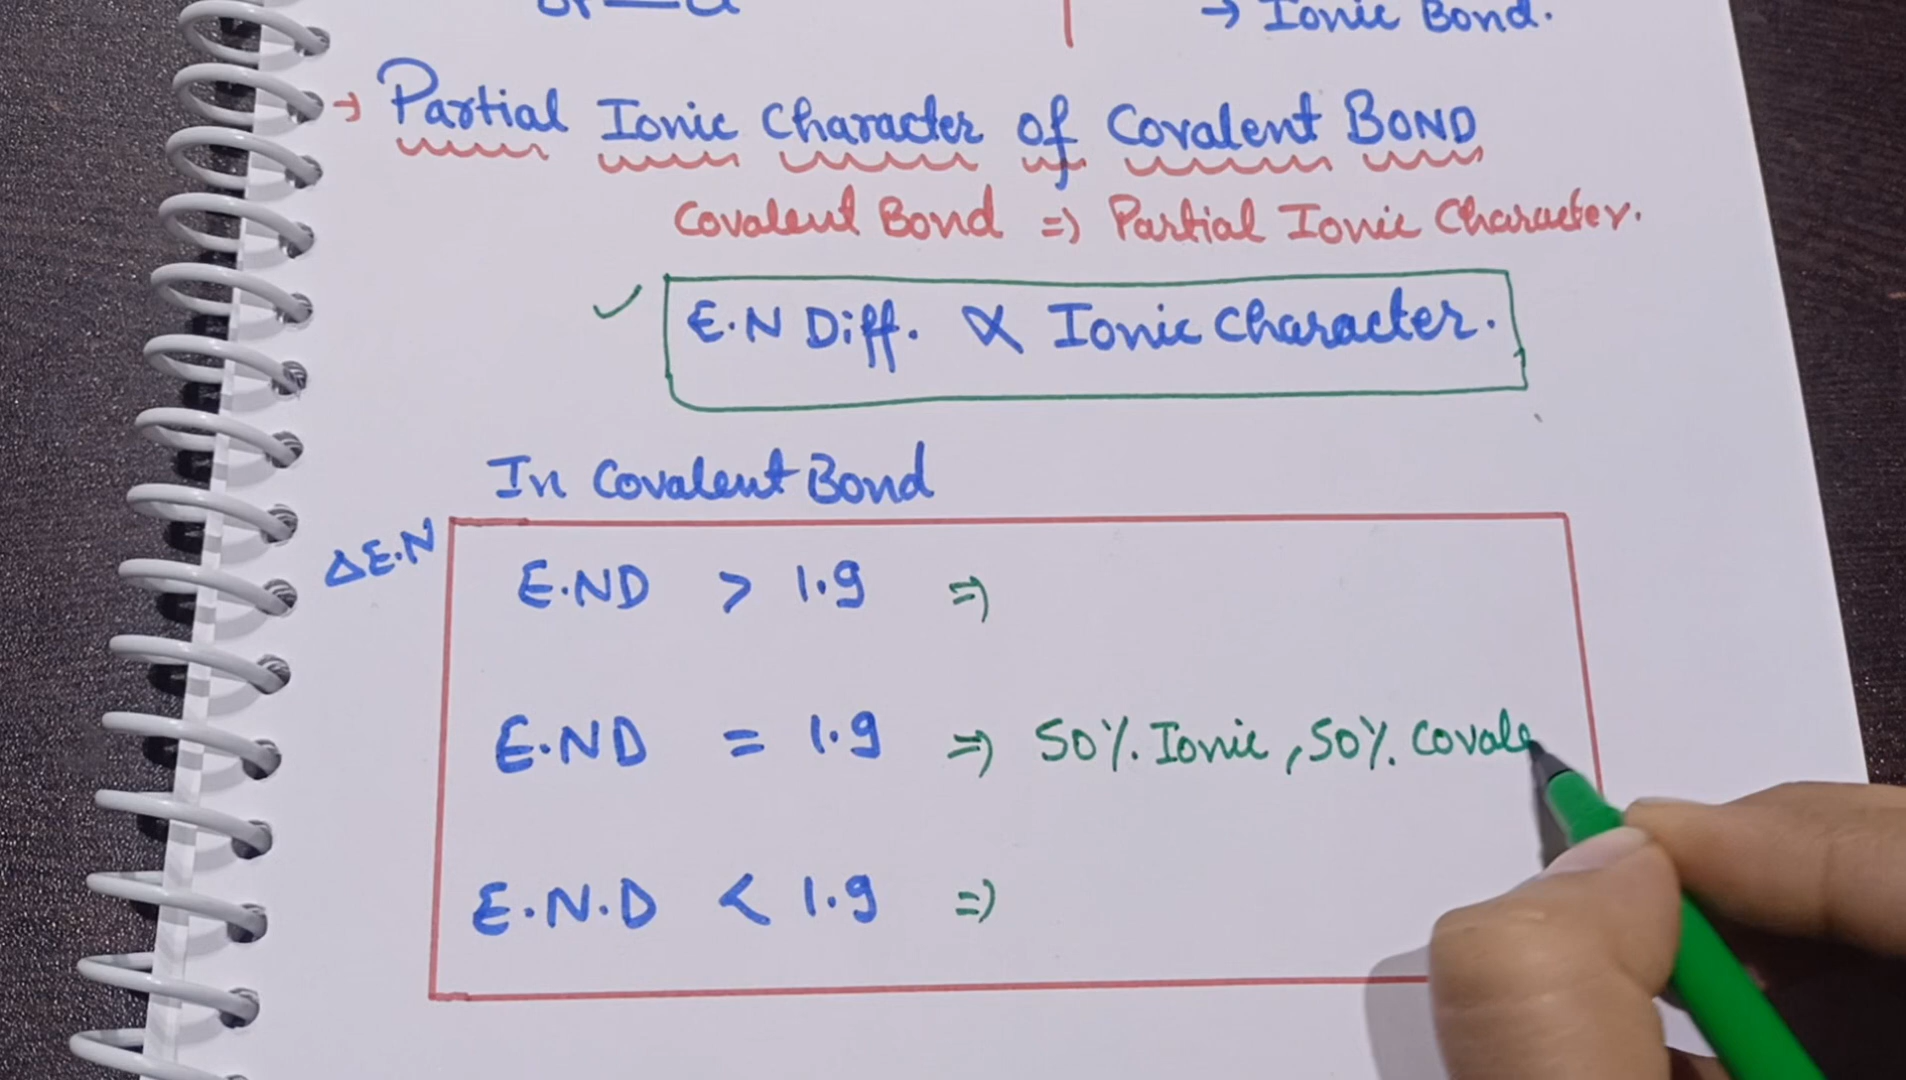 → Ionic Bond.
→ Partial Ionic Character of Covalent BOND
Covalent Bond ⇒ Partial Ionic Character.
✓ E.N Diff. ∝ Ionic Character.
In Covalent Bond
ΔE.N
E.ND > 1.9 ⇒
E.ND = 1.9 ⇒ 50%. Ionic, 50%. Covale
E.N.D < 1.9 ⇒